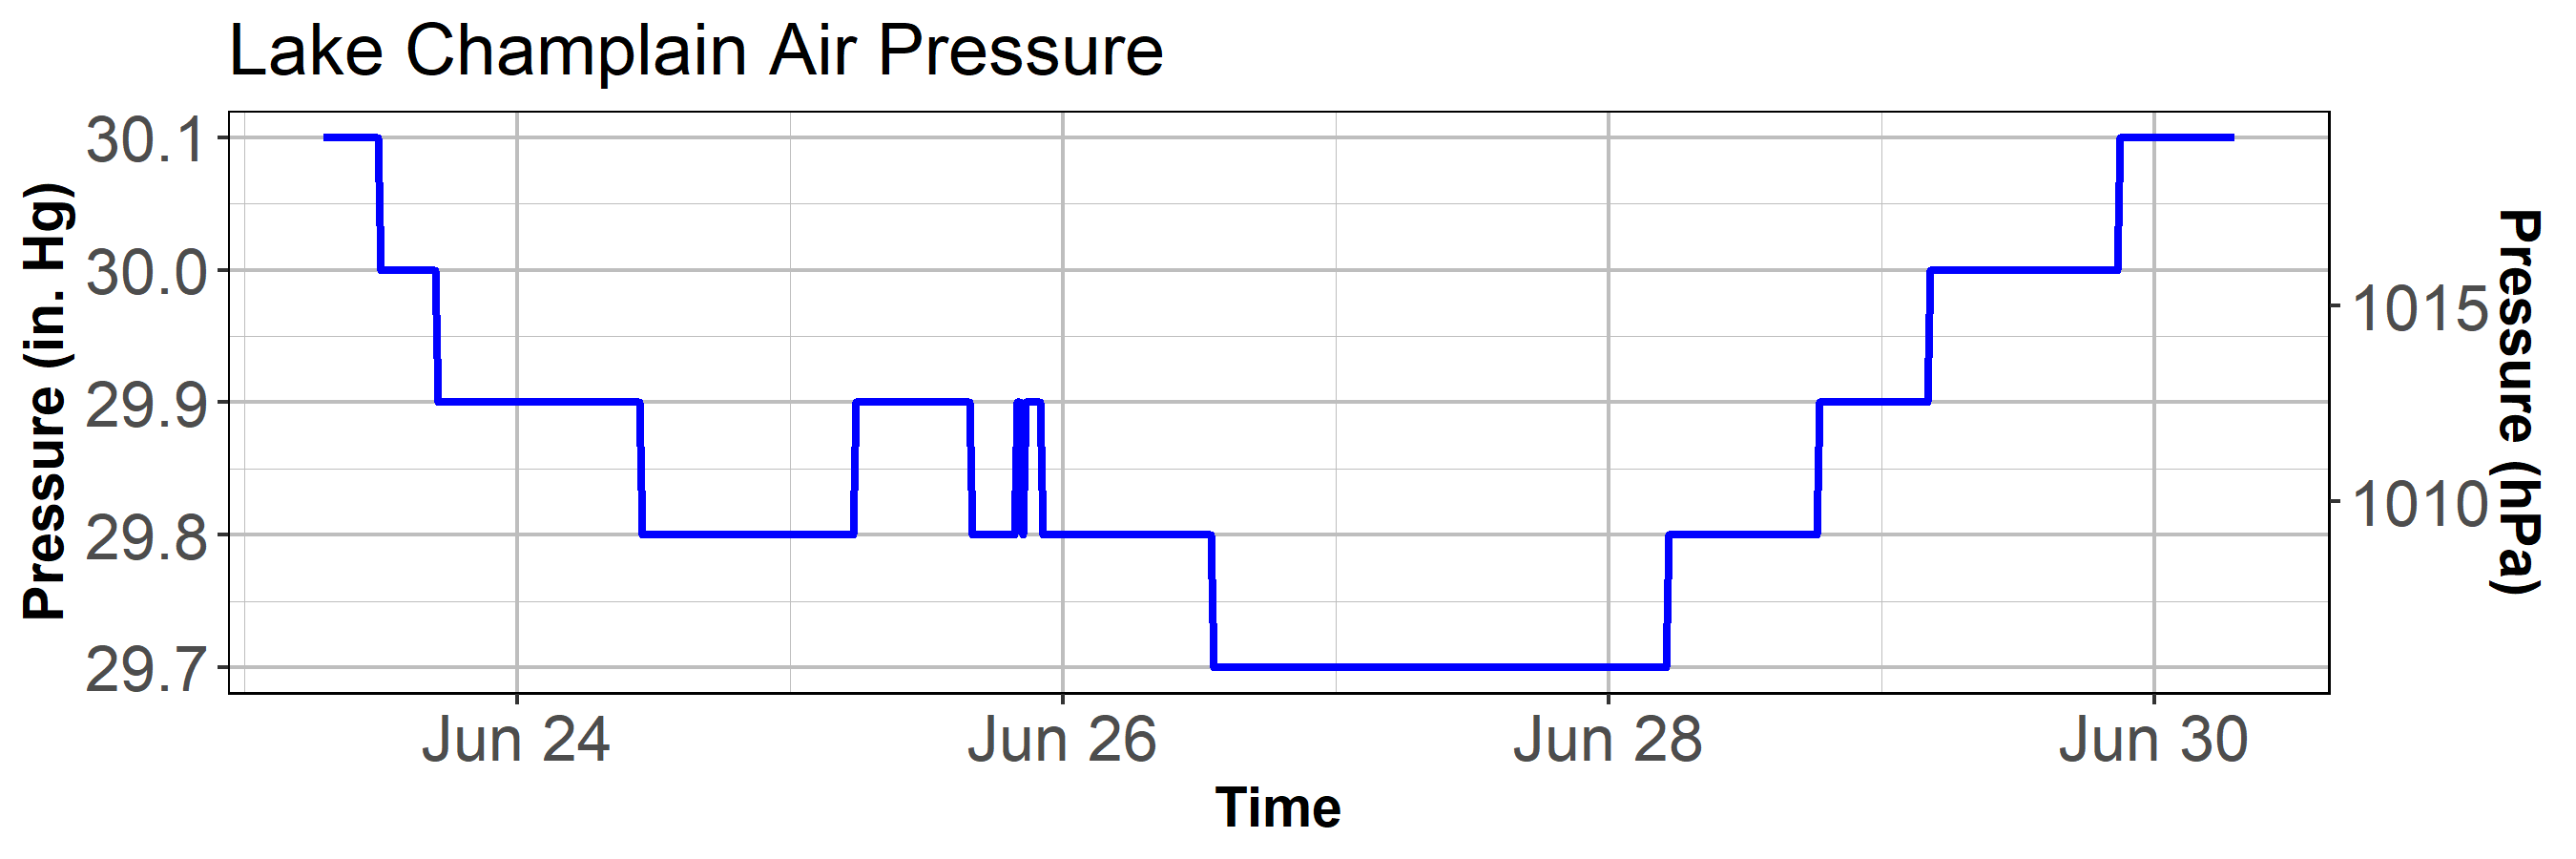 Lake Champlain Air Pressure
30.1
30.0
29.9
29.8
29.7
Pressure (in. Hg)
1015
1010
Pressure (hPa)
Jun 24 Jun 26 Jun 28 Jun 30
Time